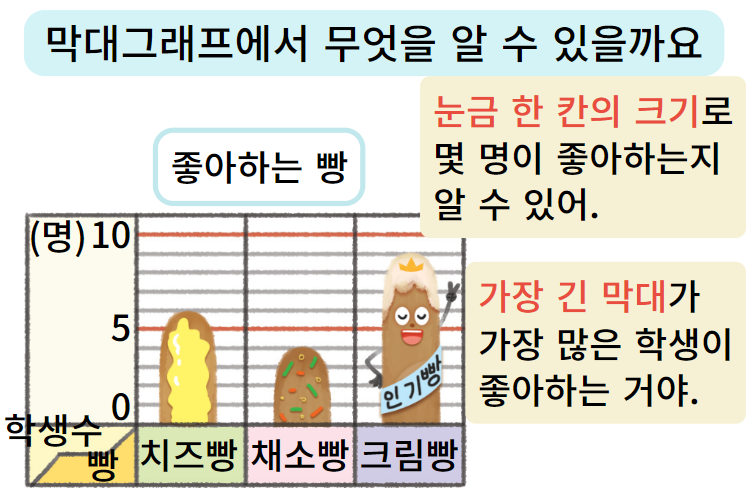 막대그래프에서 무엇을 알 수 있을까요
눈금 한 칸의 크기로
몇 명이 좋아하는지
알 수 있어.
좋아하는 빵
(명) 10
가장 긴 막대가
가장 많은 학생이
좋아하는 거야.
5
인기빵
0
학생수
빵
치즈빵 채소빵 크림빵